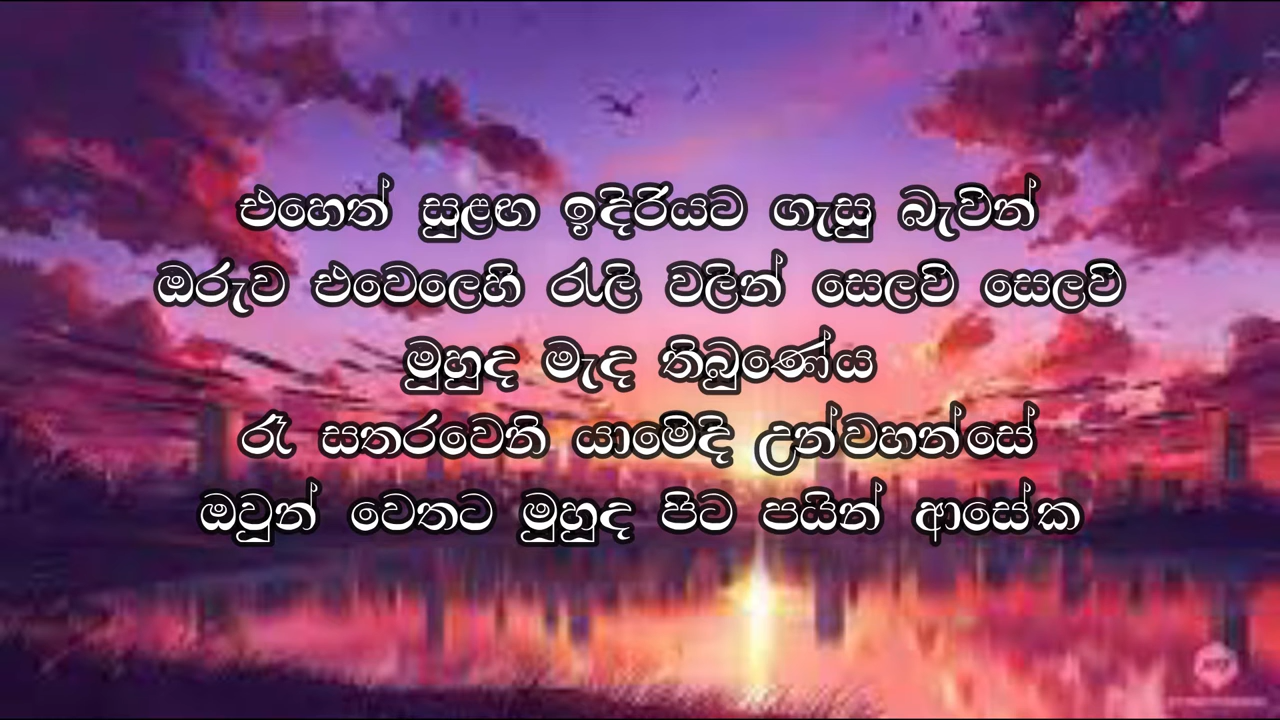 එහෙත් සුළඟ ඉදිරියට ගැසු බැවින්
ඔරුව එවෙලෙහි රැලි වලින් සෙලවි සෙලවි
මුහුද මැද තිබුණේය
රෑ සතරවෙනි යාමේදි උන්වහන්සේ
ඔවුන් වෙතට මුහුද පිට පයින් ආසේක